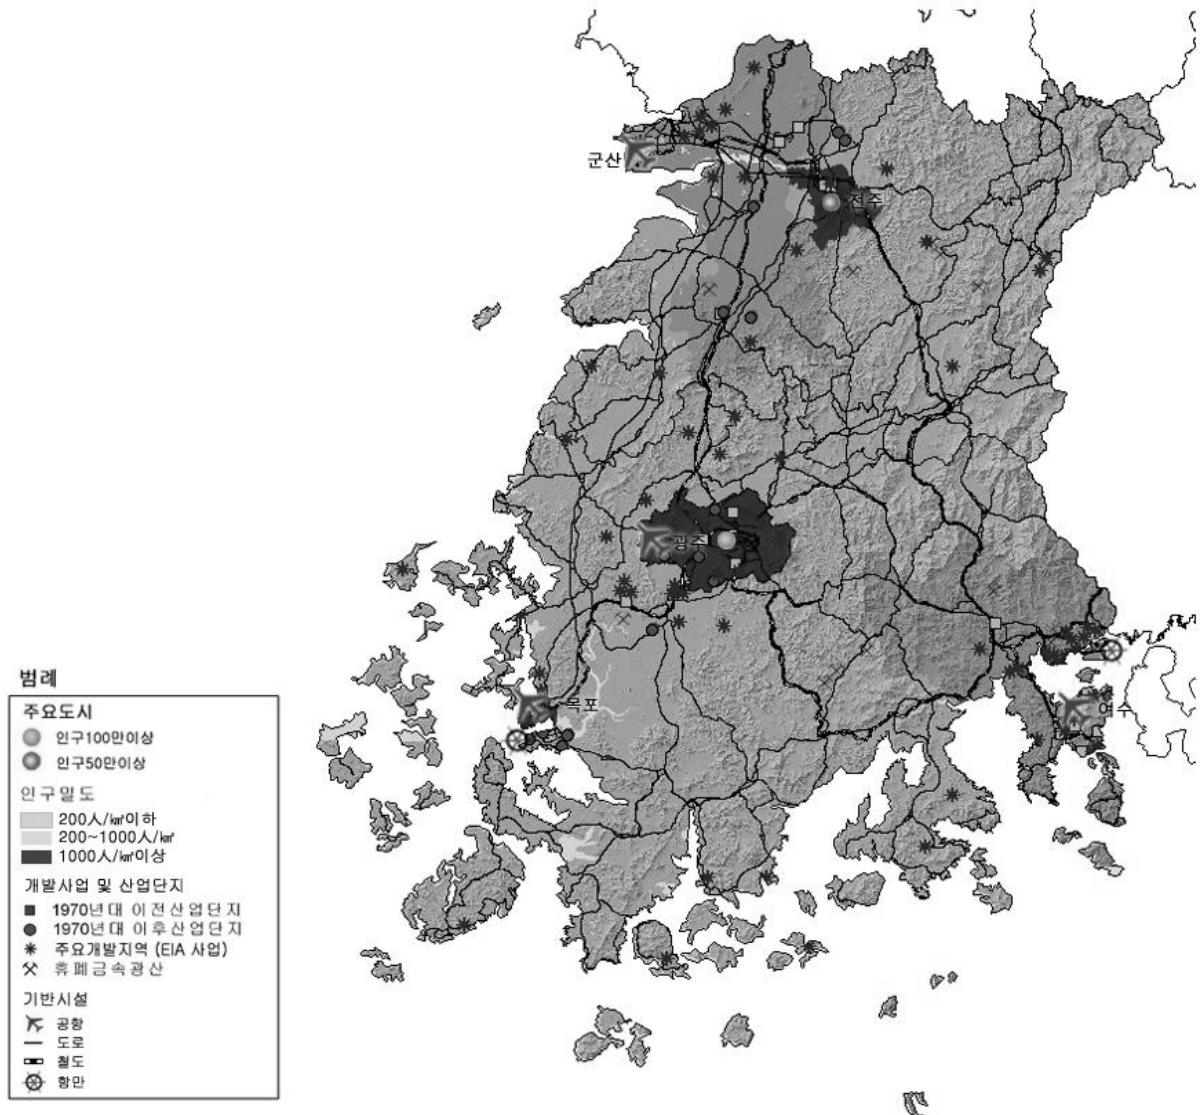 군산
전주
광주
목포
여수
범례
주요도시
인구100만이상
인구50만이상
인구밀도
200人/㎢이하
200~1000人/㎢
1000人/㎢이상
개발사업 및 산업단지
1970년대 이전산업단지
1970년대 이후산업단지
주요개발지역 (EIA 사업)
휴폐금속광산
기반시설
공항
도로
철도
항만